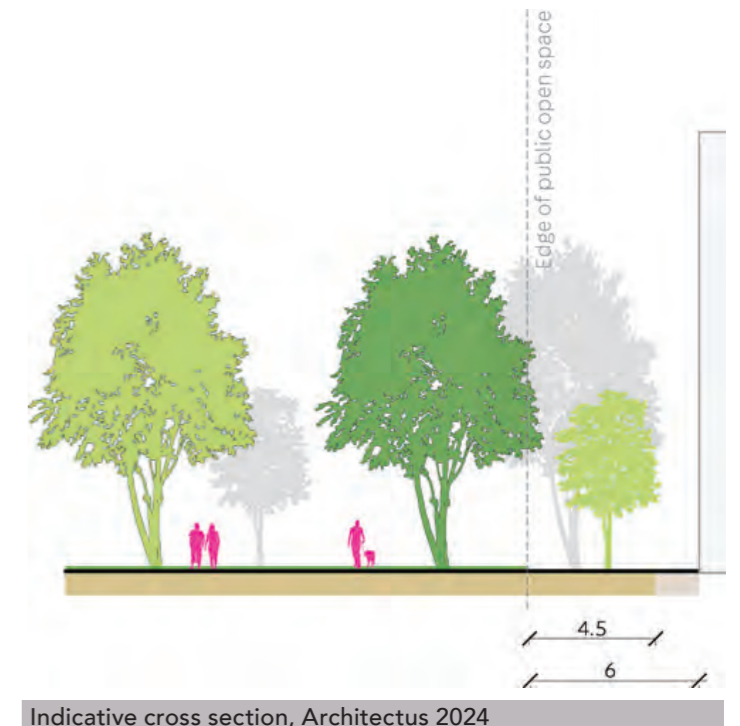 Edge of public open space
4.5
6
Indicative cross section, Architectus 2024